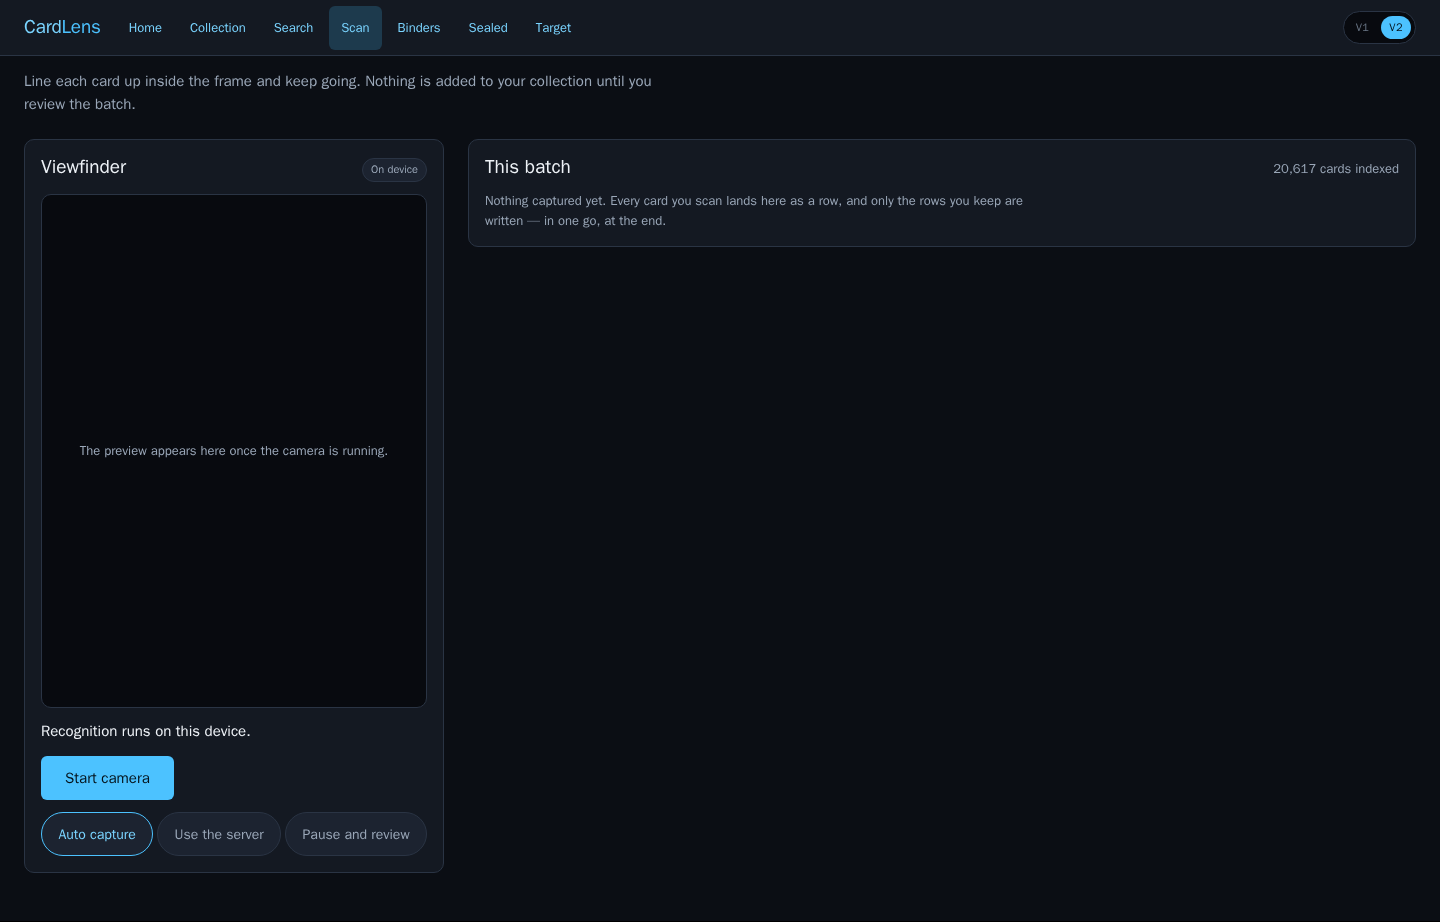 CardLens Home Collection Search Scan Binders Sealed Target V1 V2
Line each card up inside the frame and keep going. Nothing is added to your collection until you
review the batch.
Viewfinder
On device
The preview appears here once the camera is running.
Recognition runs on this device.
Start camera
Auto capture Use the server Pause and review
This batch
20,617 cards indexed
Nothing captured yet. Every card you scan lands here as a row, and only the rows you keep are
written — in one go, at the end.